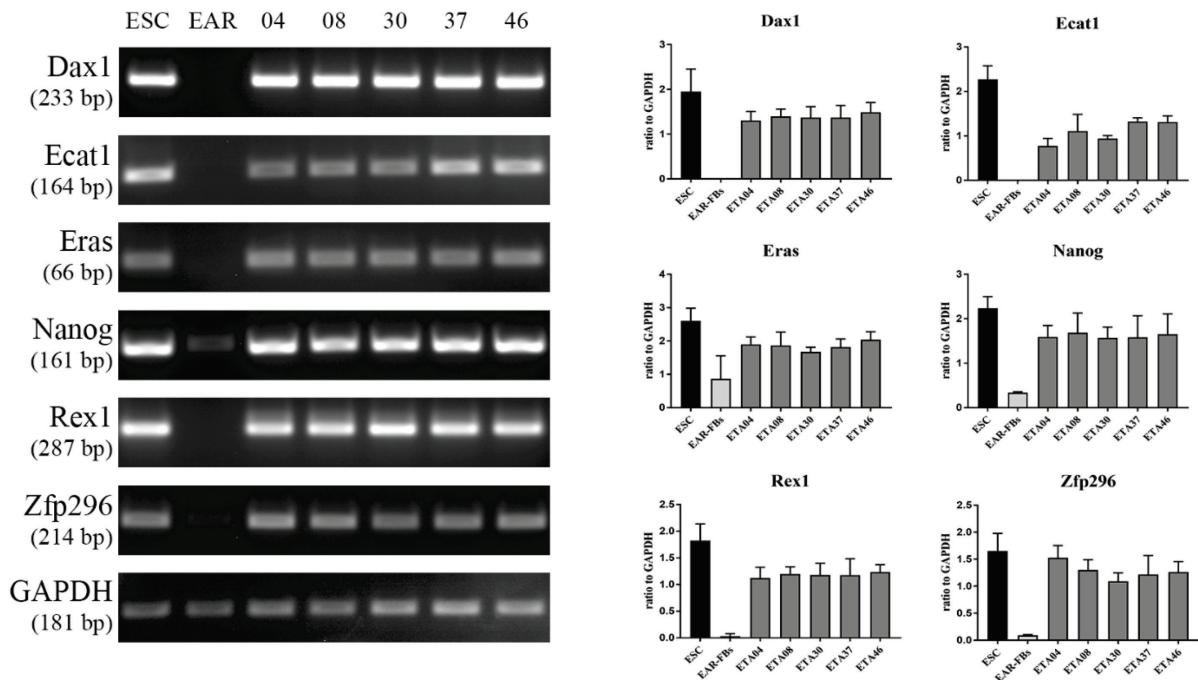 ESC EAR 04 08 30 37 46
Dax1
(233 bp)
Ecat1
(164 bp)
Eras
(66 bp)
Nanog
(161 bp)
Rex1
(287 bp)
Zfp296
(214 bp)
GAPDH
(181 bp)
Dax1
ratio to GAPDH
3
2
1
0
ESC EAR-FBs ETA04 ETA08 ETA30 ETA37 ETA46
Ecat1
ratio to GAPDH
3
2
1
0
ESC EAR-FBs ETA04 ETA08 ETA30 ETA37 ETA46
Eras
ratio to GAPDH
4
3
2
1
0
ESC EAR-FBs ETA04 ETA08 ETA30 ETA37 ETA46
Nanog
ratio to GAPDH
3
2
1
0
ESC EAR-FBs ETA04 ETA08 ETA30 ETA37 ETA46
Rex1
ratio to GAPDH
2.5
2.0
1.5
1.0
0.5
0.0
ESC EAR-FBs ETA04 ETA08 ETA30 ETA37 ETA46
Zfp296
ratio to GAPDH
2.5
2.0
1.5
1.0
0.5
0.0
ESC EAR-FBs ETA04 ETA08 ETA30 ETA37 ETA46